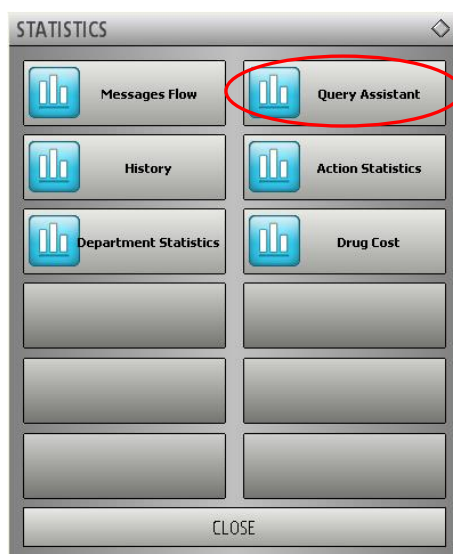 STATISTICS
Messages Flow
Query Assistant
History
Action Statistics
Department Statistics
Drug Cost
CLOSE